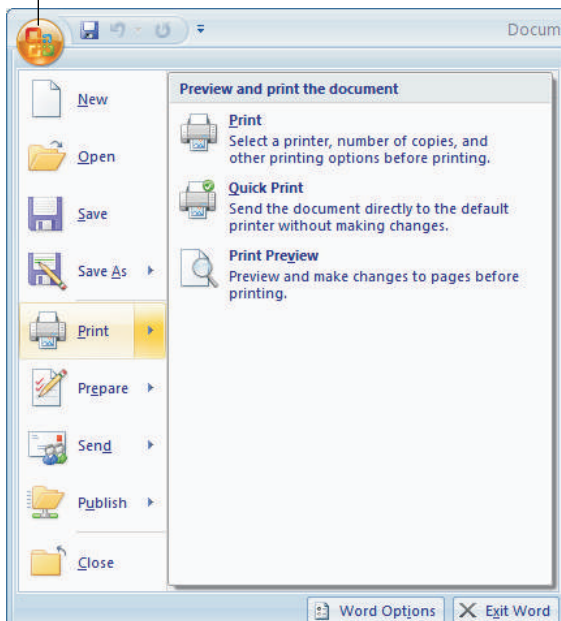 Docum
New
Open
Save
Save As
Print
Prepare
Send
Publish
Close
Preview and print the document
Print
Select a printer, number of copies, and
other printing options before printing.
Quick Print
Send the document directly to the default
printer without making changes.
Print Preview
Preview and make changes to pages before
printing.
Word Options
Exit Word